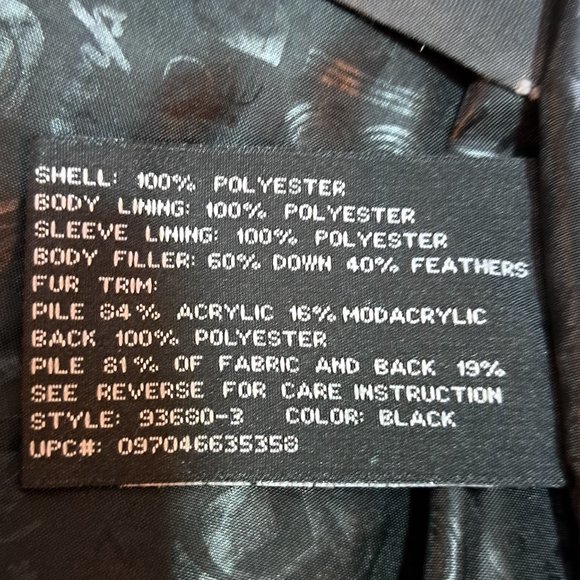 SHELL: 100% POLYESTER
BODY LINING: 100% POLYESTER
SLEEVE LINING: 100% POLYESTER
BODY FILLER: 60% DOWN 40% FEATHERS
FUR TRIM:
PILE 84% ACRYLIC 16% MODACRYLIC
BACK 100% POLYESTER
PILE 81% OF FABRIC AND BACK 19%
SEE REVERSE FOR CARE INSTRUCTION
STYLE: 93680-3 COLOR: BLACK
UPC#: 097046635358